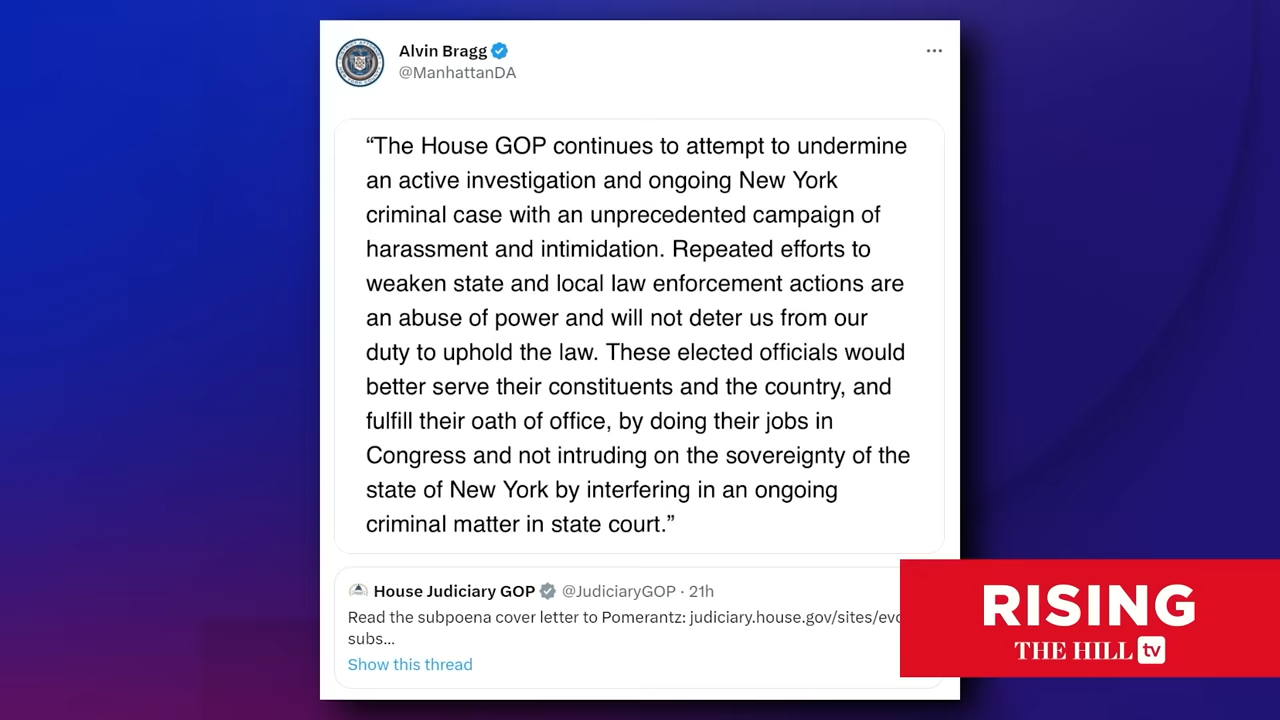 Alvin Bragg
@ManhattanDA
“The House GOP continues to attempt to undermine
an active investigation and ongoing New York
criminal case with an unprecedented campaign of
harassment and intimidation. Repeated efforts to
weaken state and local law enforcement actions are
an abuse of power and will not deter us from our
duty to uphold the law. These elected officials would
better serve their constituents and the country, and
fulfill their oath of office, by doing their jobs in
Congress and not intruding on the sovereignty of the
state of New York by interfering in an ongoing
criminal matter in state court.”
House Judiciary GOP @JudiciaryGOP · 21h
Read the subpoena cover letter to Pomerantz: judiciary.house.gov/sites/evo
subs...
Show this thread
RISING
THE HILL tv